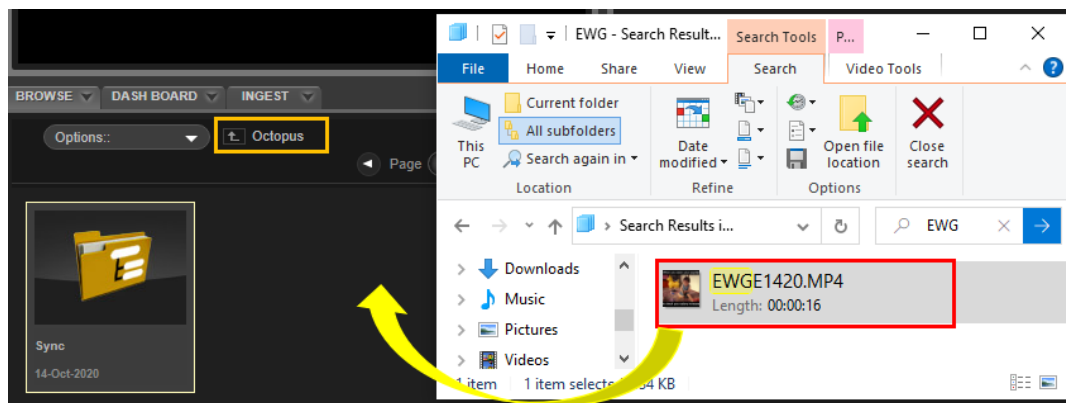 BROWSE DASH BOARD INGEST
Options:: Octopus
Page
Sync
14-Oct-2020
EWG - Search Result... Search Tools P...
File Home Share View Search Video Tools
This PC
Current folder
All subfolders
Search again in
Location
Date modified
Refine
Open file location
Close search
Options
Search Results i... EWG
Downloads
Music
Pictures
Videos
EWGE1420.MP4
Length: 00:00:16
1 item 1 item selecte 4 KB